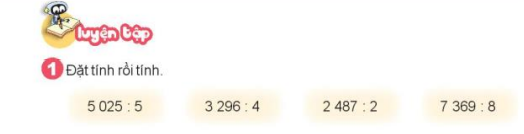 Luyện tập
1 Đặt tính rồi tính.
5 025 : 5 3 296 : 4 2 487 : 2 7 369 : 8